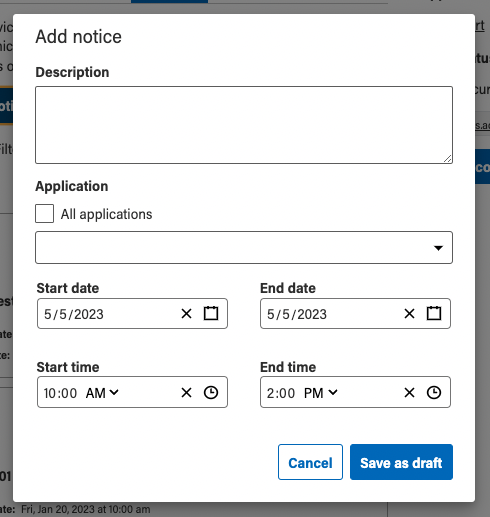 Add notice
Description
Application
All applications
Start date
End date
5/5/2023
5/5/2023
Start time
End time
10:00 AM
2:00 PM
Cancel
Save as draft
Fri, Jan 20, 2023 at 10:00 am